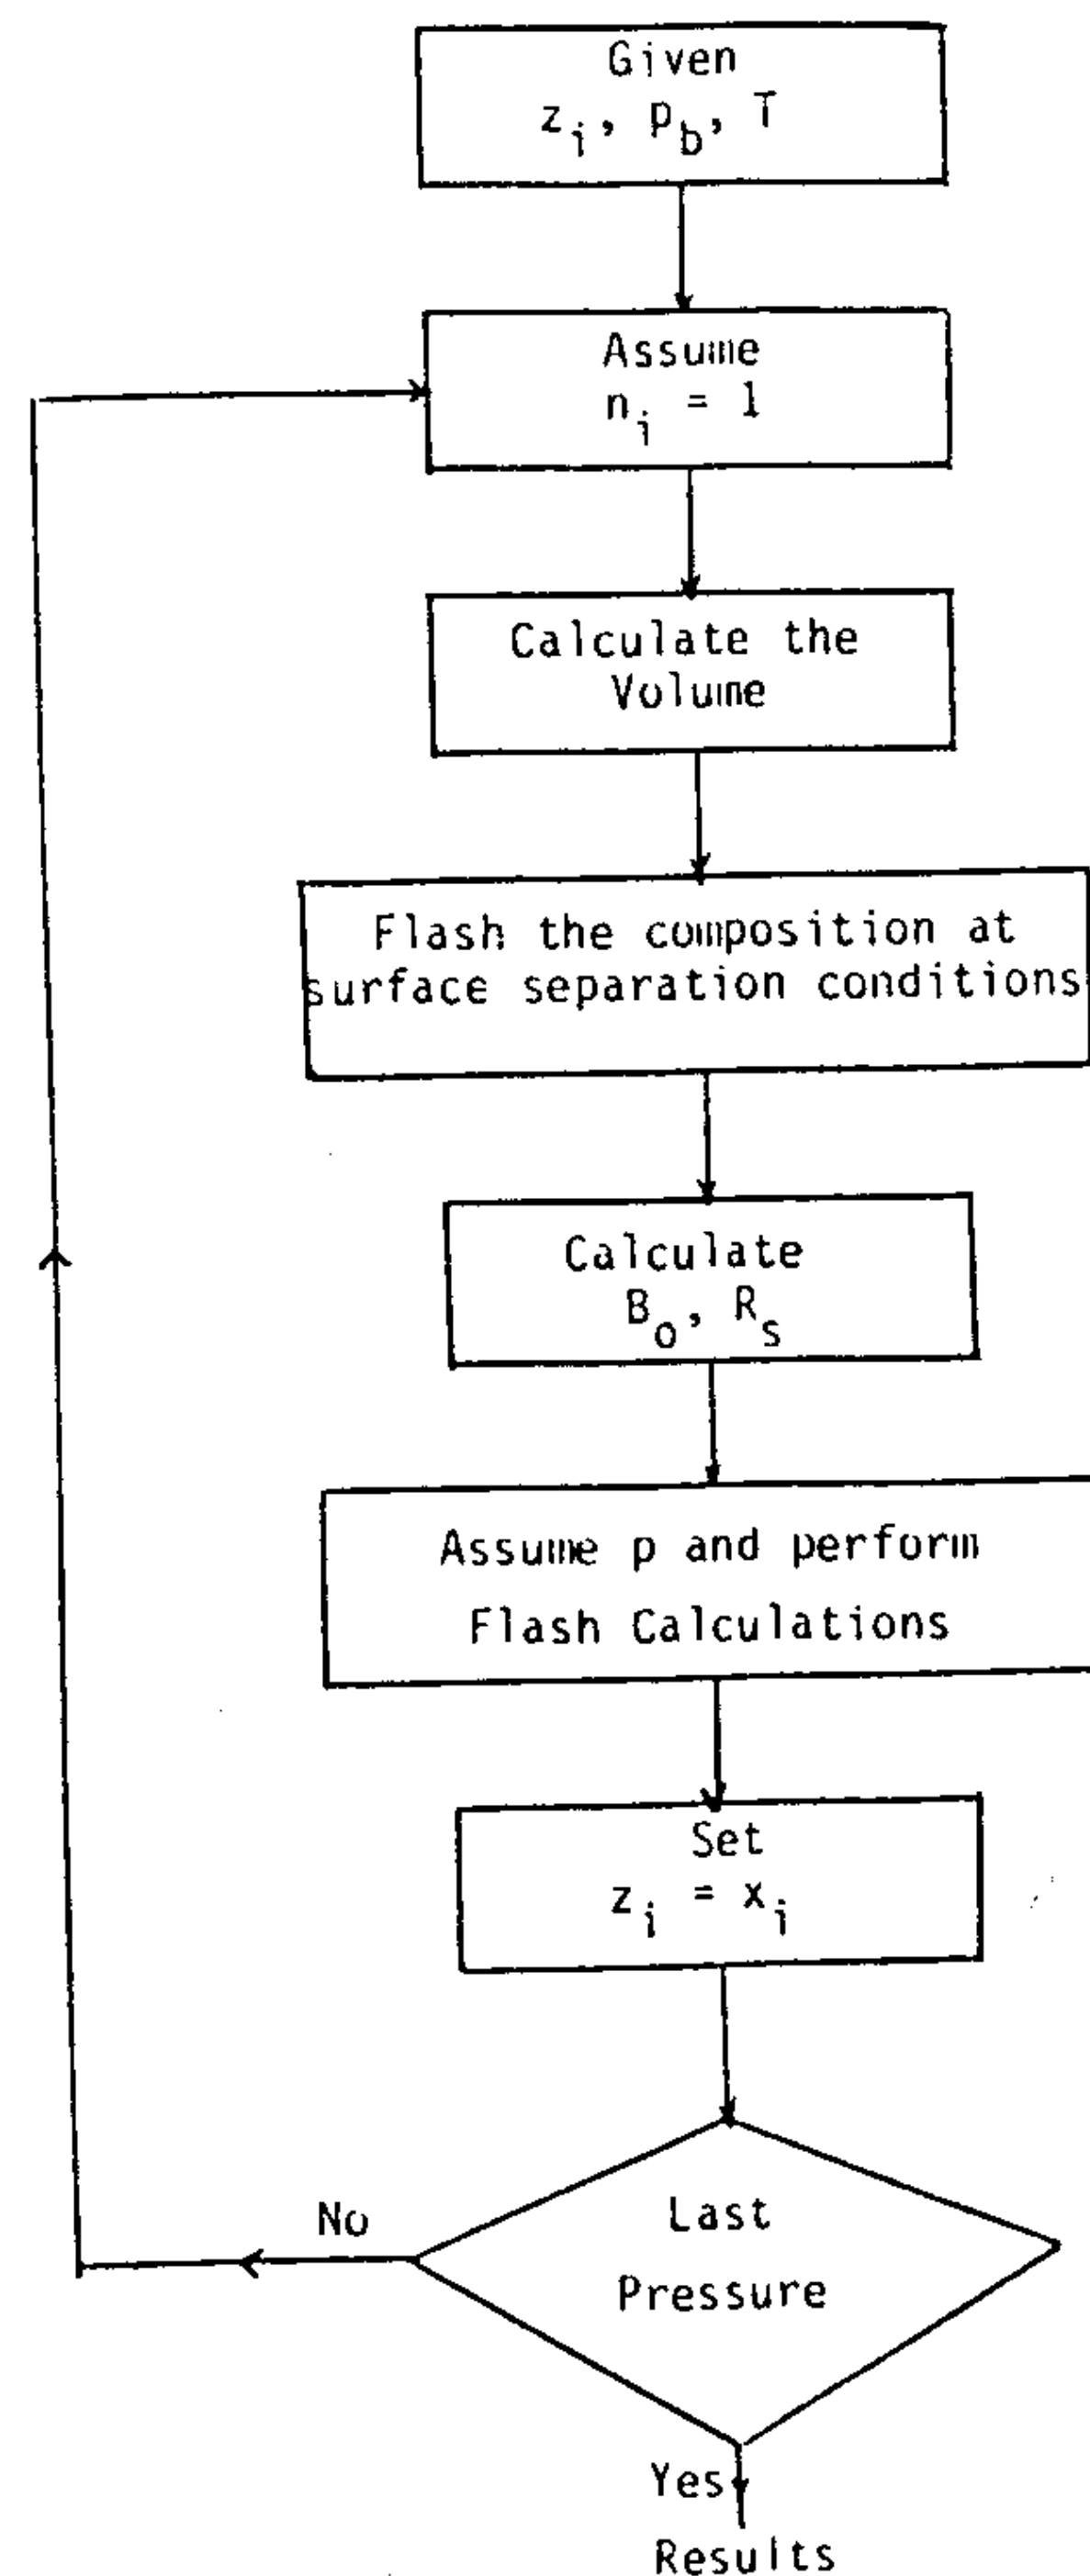 Given
z_i, p_b, T
Assume
n_i = 1
Calculate the
Volume
Flash the composition at
surface separation conditions
Calculate
B_o, R_s
Assume p and perform
Flash Calculations
Set
z_i = x_i
Last
Pressure
No
Yes
Results